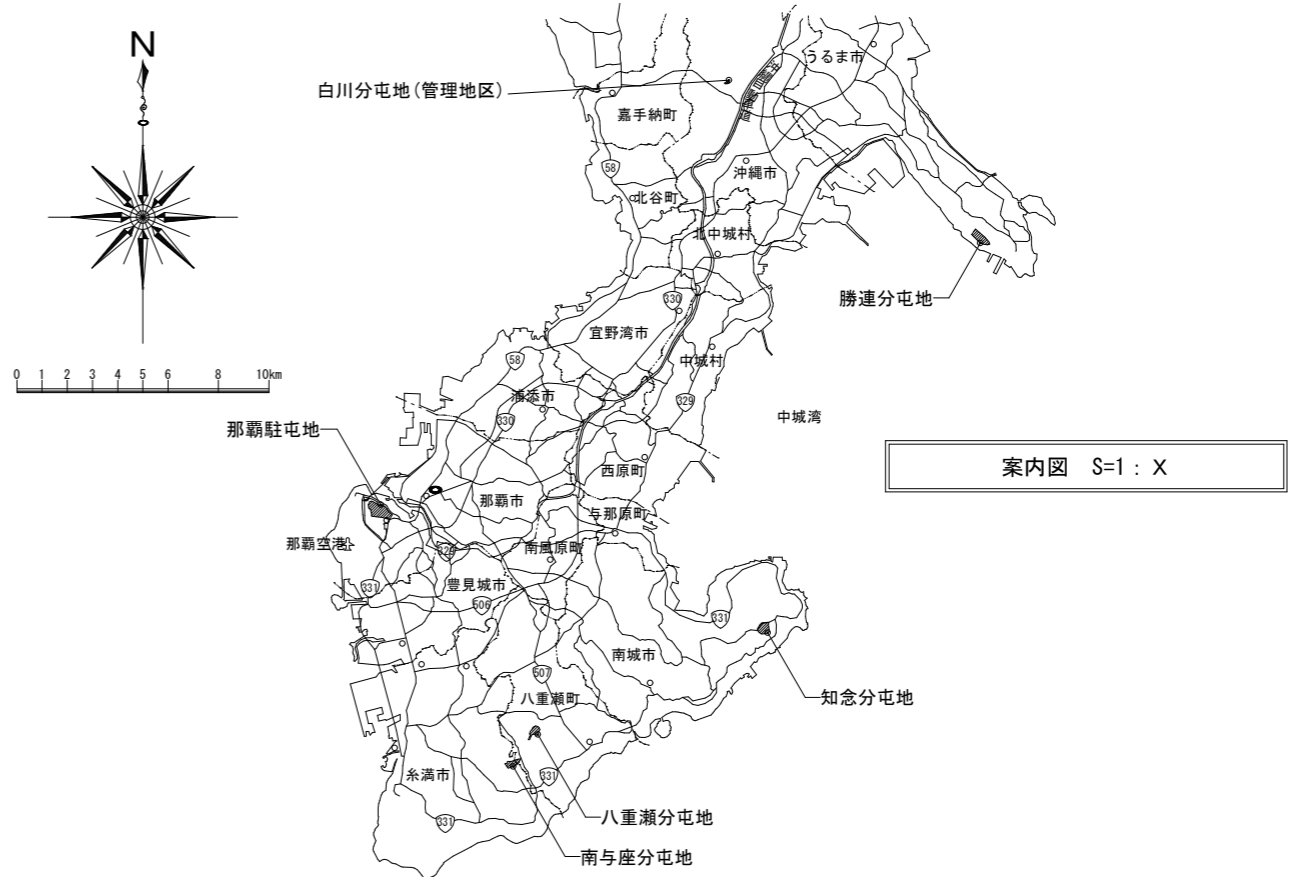 N
うるま市
白川分屯地(管理地区)
嘉手納町
58
沖縄市
北谷町
北中城村
勝連分屯地
330
宜野湾市
中城村
58
0 1 2 3 4 5 6 8 10km
浦添市
329
中城湾
330
那覇駐屯地
西原町
案内図 S=1：X
那覇市
与那原町
那覇空港
南風原町
331
豊見城市
506
331
南城市
507
八重瀬町
知念分屯地
糸満市
331
331
八重瀬分屯地
南与座分屯地